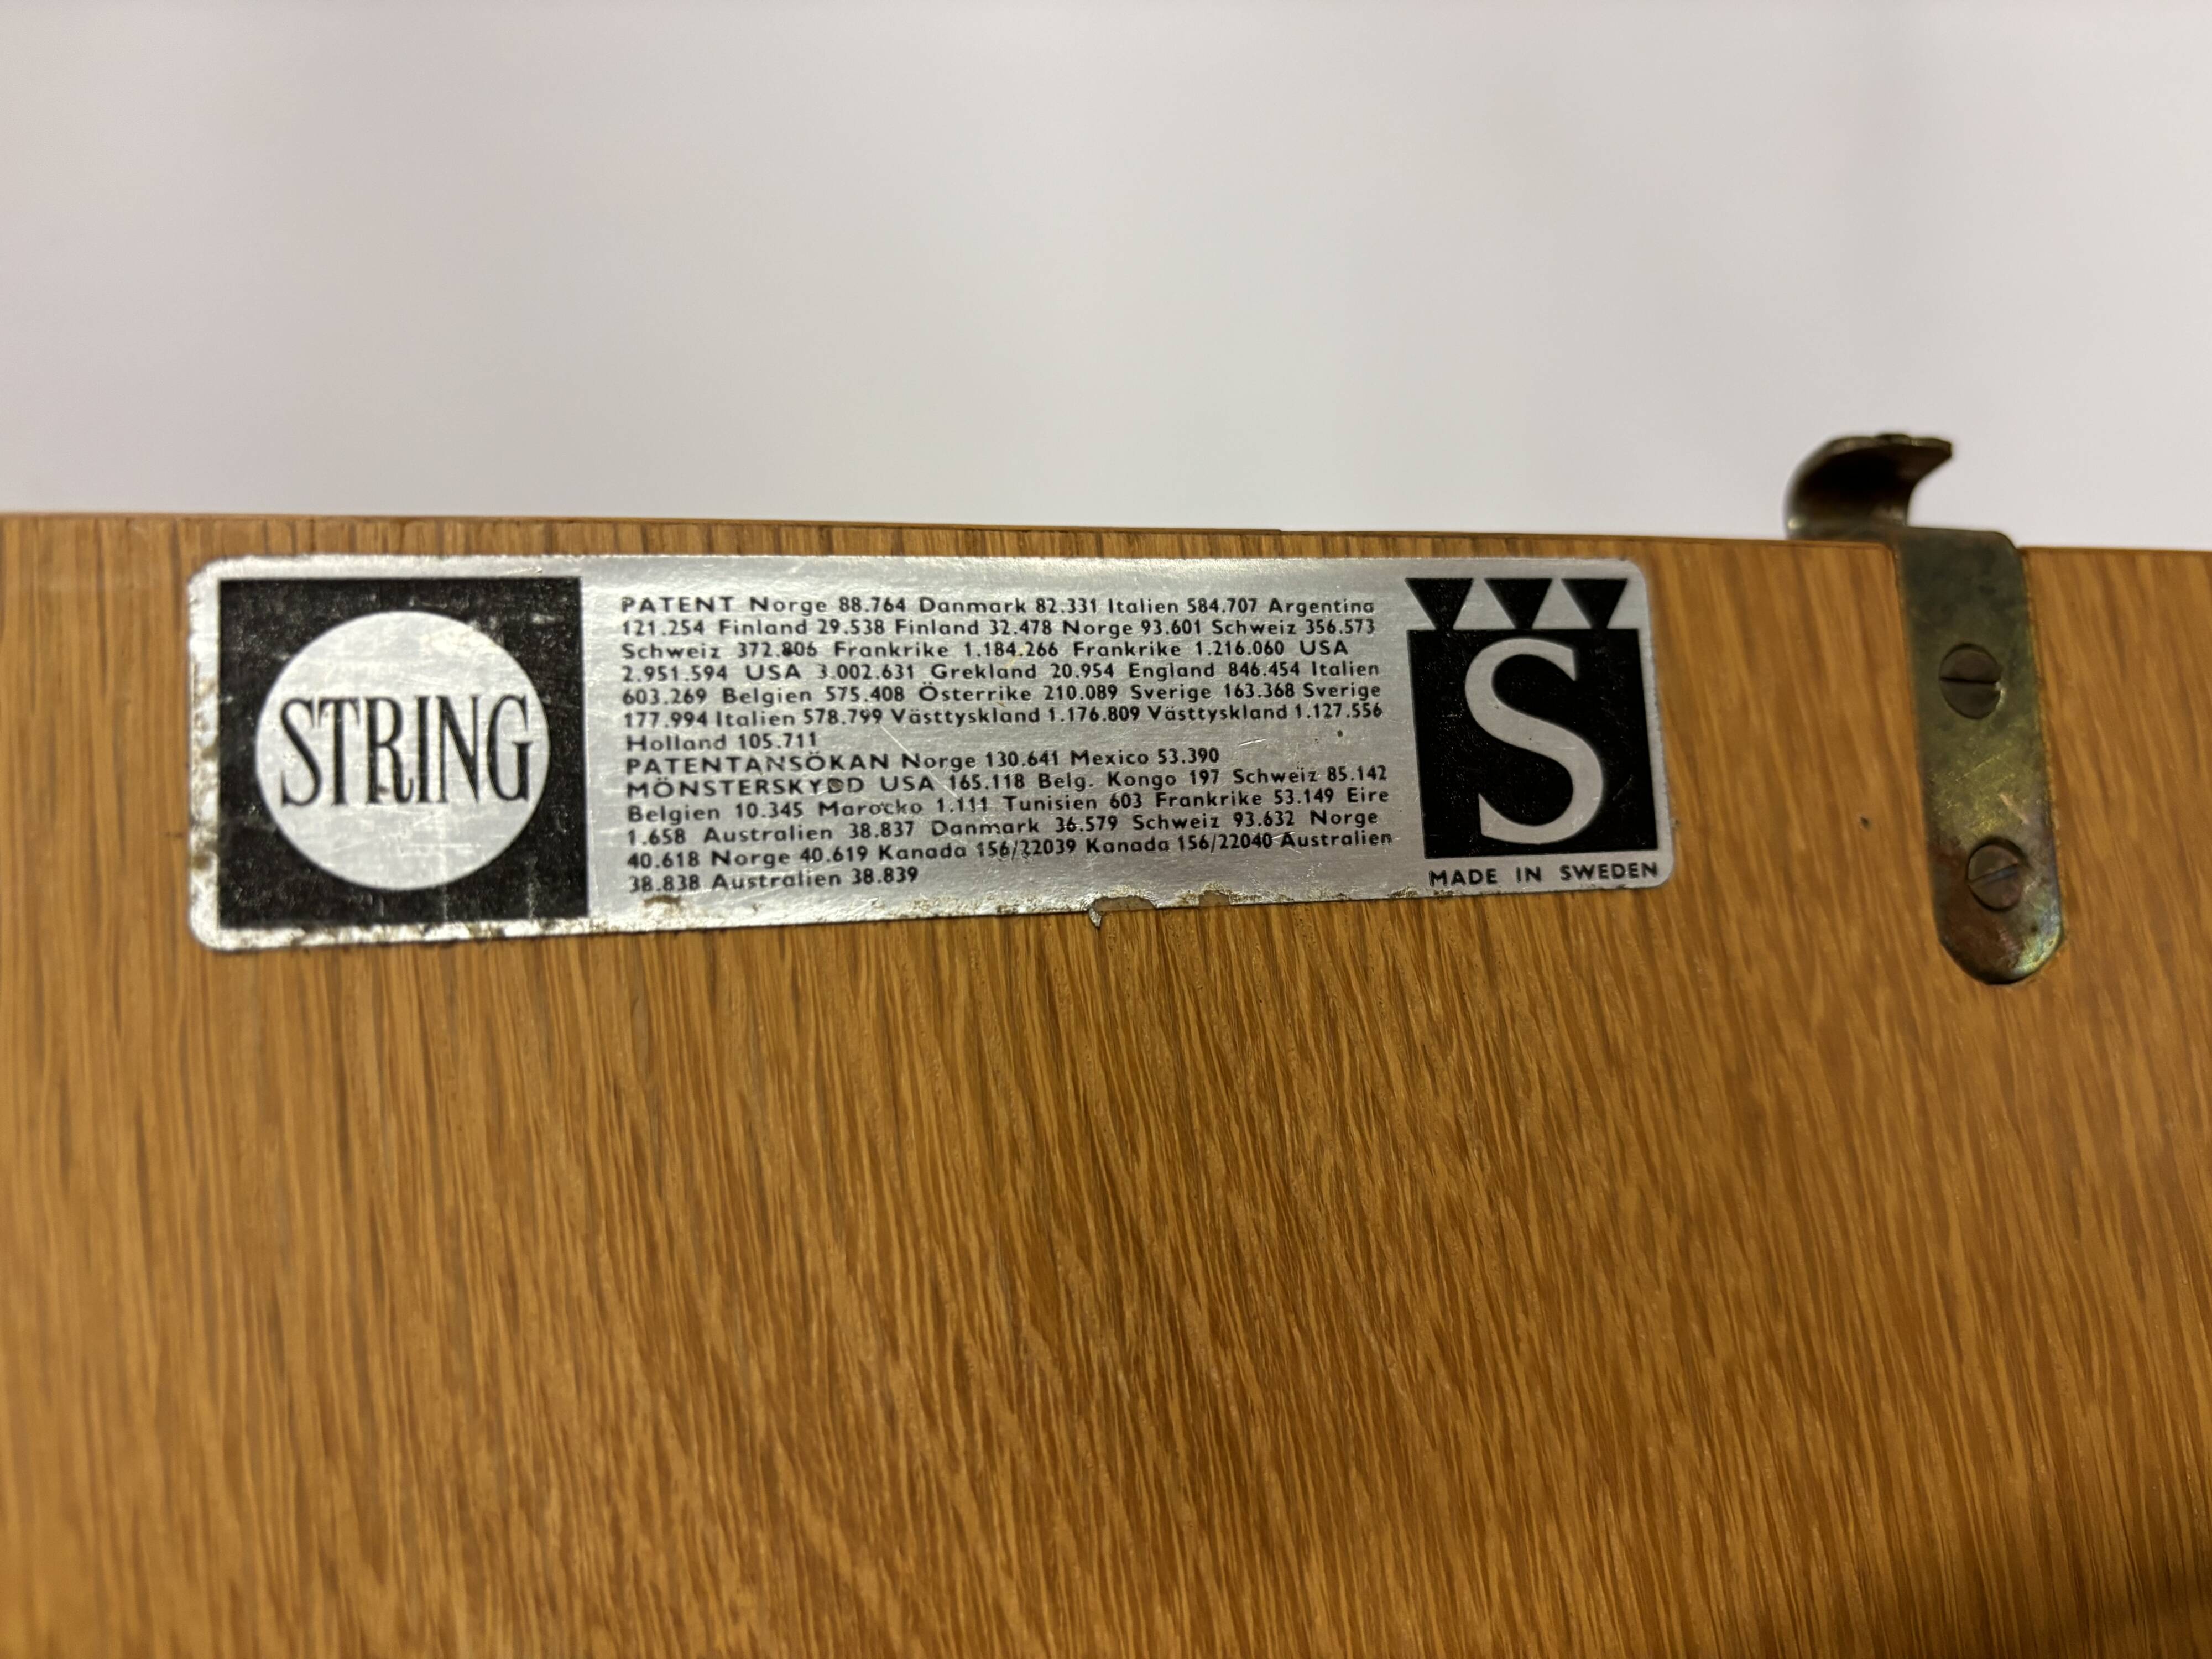 STRING
PATENT Norge 88.764 Danmark 82.331 Italien 584.707 Argentina
121.254 Finland 29.538 Finland 32.478 Norge 93.601 Schweiz 356.573
Schweiz 372.806 Frankrike 1.184.266 Frankrike 1.216.060 USA
2.951.594 USA 3.002.631 Grekland 20.954 England 846.454 Italien
603.269 Belgien 575.408 Österrike 210.089 Sverige 163.368 Sverige
177.994 Italien 578.799 Västtyskland 1.176.809 Västtyskland 1.127.556
Holland 105.711
PATENTANSÖKAN Norge 130.641 Mexico 53.390
MÖNSTERSKYDD USA 165.118 Belg. Kongo 197 Schweiz 85.142
Belgien 10.345 Marocko 1.111 Tunisien 603 Frankrike 53.149 Eire
1.658 Australien 38.837 Danmark 36.579 Schweiz 93.632 Norge
40.618 Norge 40.619 Kanada 156/22039 Kanada 156/22040 Australien
38.838 Australien 38.839
S
MADE IN SWEDEN